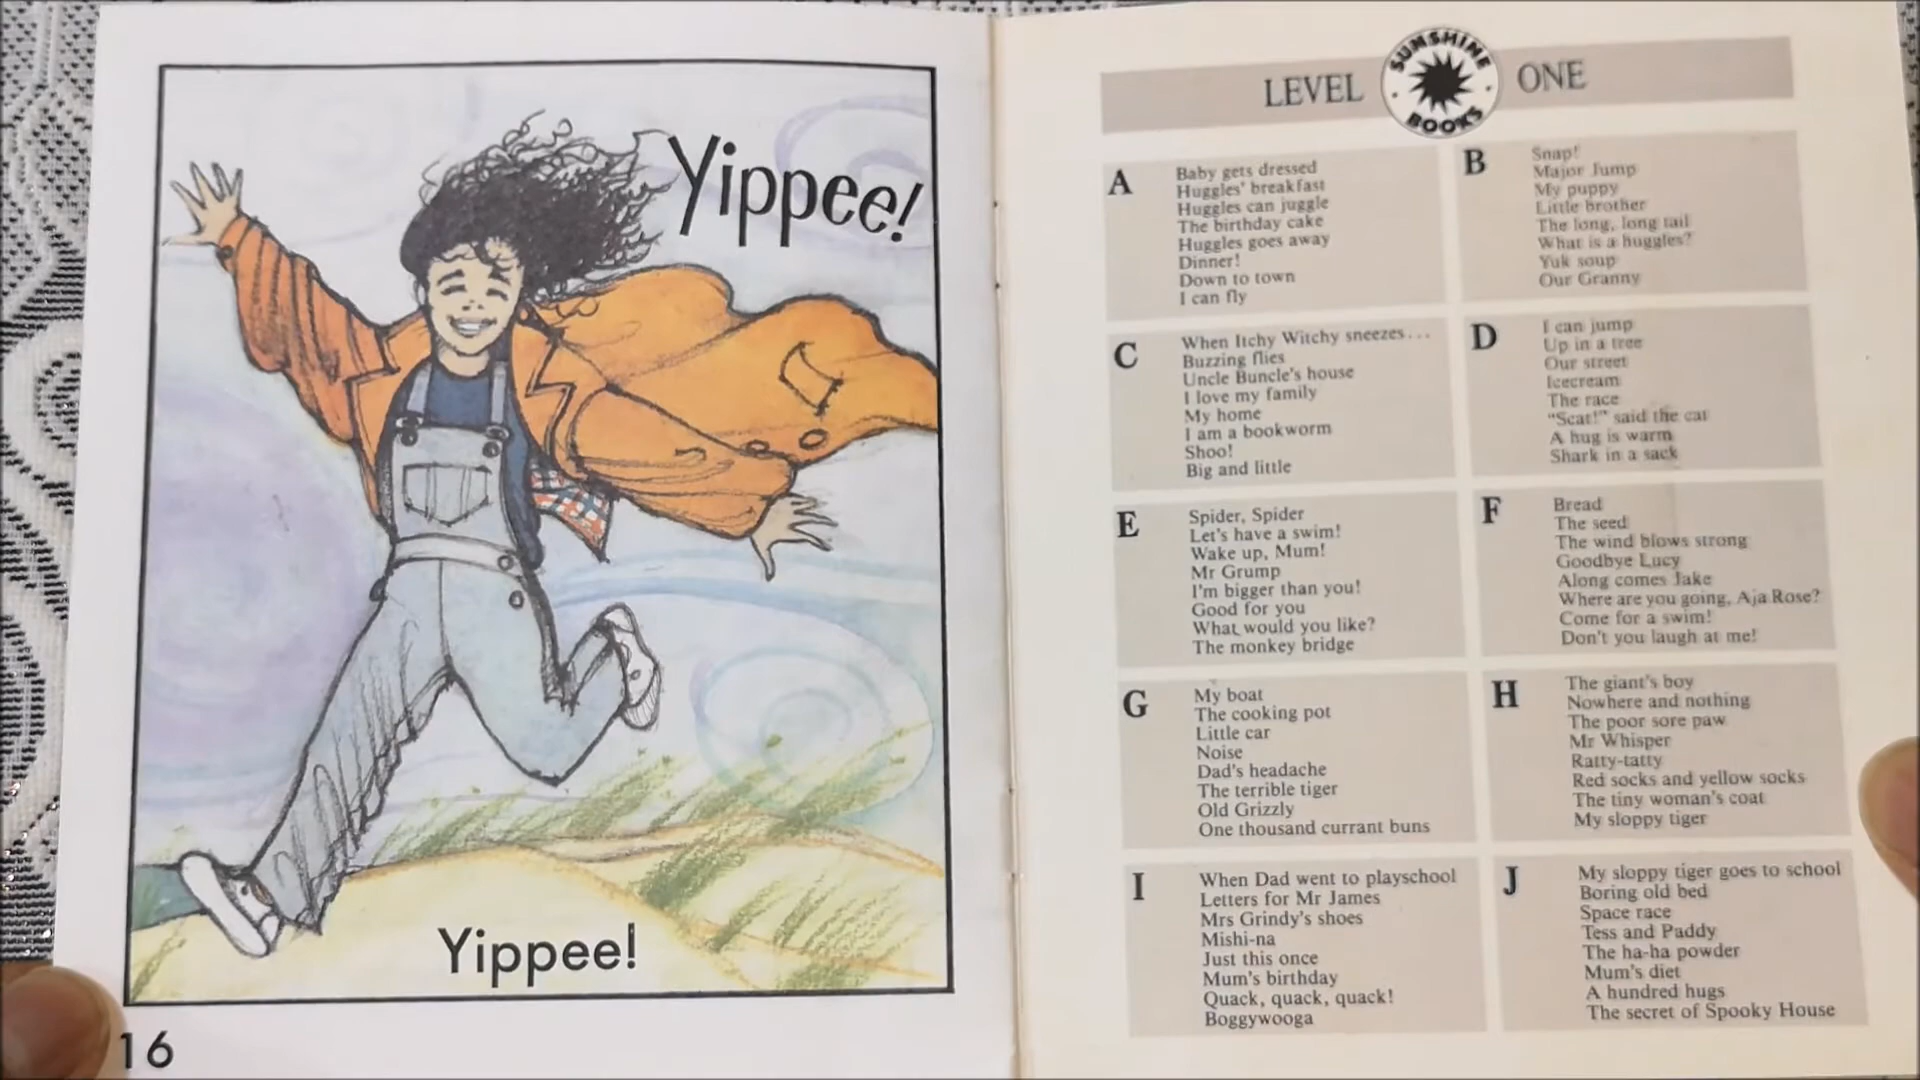 Yippee!
Yippee!
16
LEVEL ONE
SUNSHINE BOOKS
A
Baby gets dressed
Huggles' breakfast
Huggles can juggle
The birthday cake
Huggles goes away
Dinner!
Down to town
I can fly
B
Snap!
Major Jump
My puppy
Little brother
The long, long tail
What is a huggles?
Yuk soup
Our Granny
C
When Itchy Witchy sneezes...
Buzzing flies
Uncle Buncle's house
I love my family
My home
I am a bookworm
Shoo!
Big and little
D
I can jump
Up in a tree
Our street
Icecream
The race
"Scat!" said the cat
A hug is warm
Shark in a sack
E
Spider, Spider
Let's have a swim!
Wake up, Mum!
Mr Grump
I'm bigger than you!
Good for you
What would you like?
The monkey bridge
F
Bread
The seed
The wind blows strong
Goodbye Lucy
Along comes Jake
Where are you going, Aja Rose?
Come for a swim!
Don't you laugh at me!
G
My boat
The cooking pot
Little car
Noise
Dad's headache
The terrible tiger
Old Grizzly
One thousand currant buns
H
The giant's boy
Nowhere and nothing
The poor sore paw
Mr Whisper
Ratty-tatty
Red socks and yellow socks
The tiny woman's coat
My sloppy tiger
I
When Dad went to playschool
Letters for Mr James
Mrs Grindy's shoes
Mishi-na
Just this once
Mum's birthday
Quack, quack, quack!
Boggywooga
J
My sloppy tiger goes to school
Boring old bed
Space race
Tess and Paddy
The ha-ha powder
Mum's diet
A hundred hugs
The secret of Spooky House